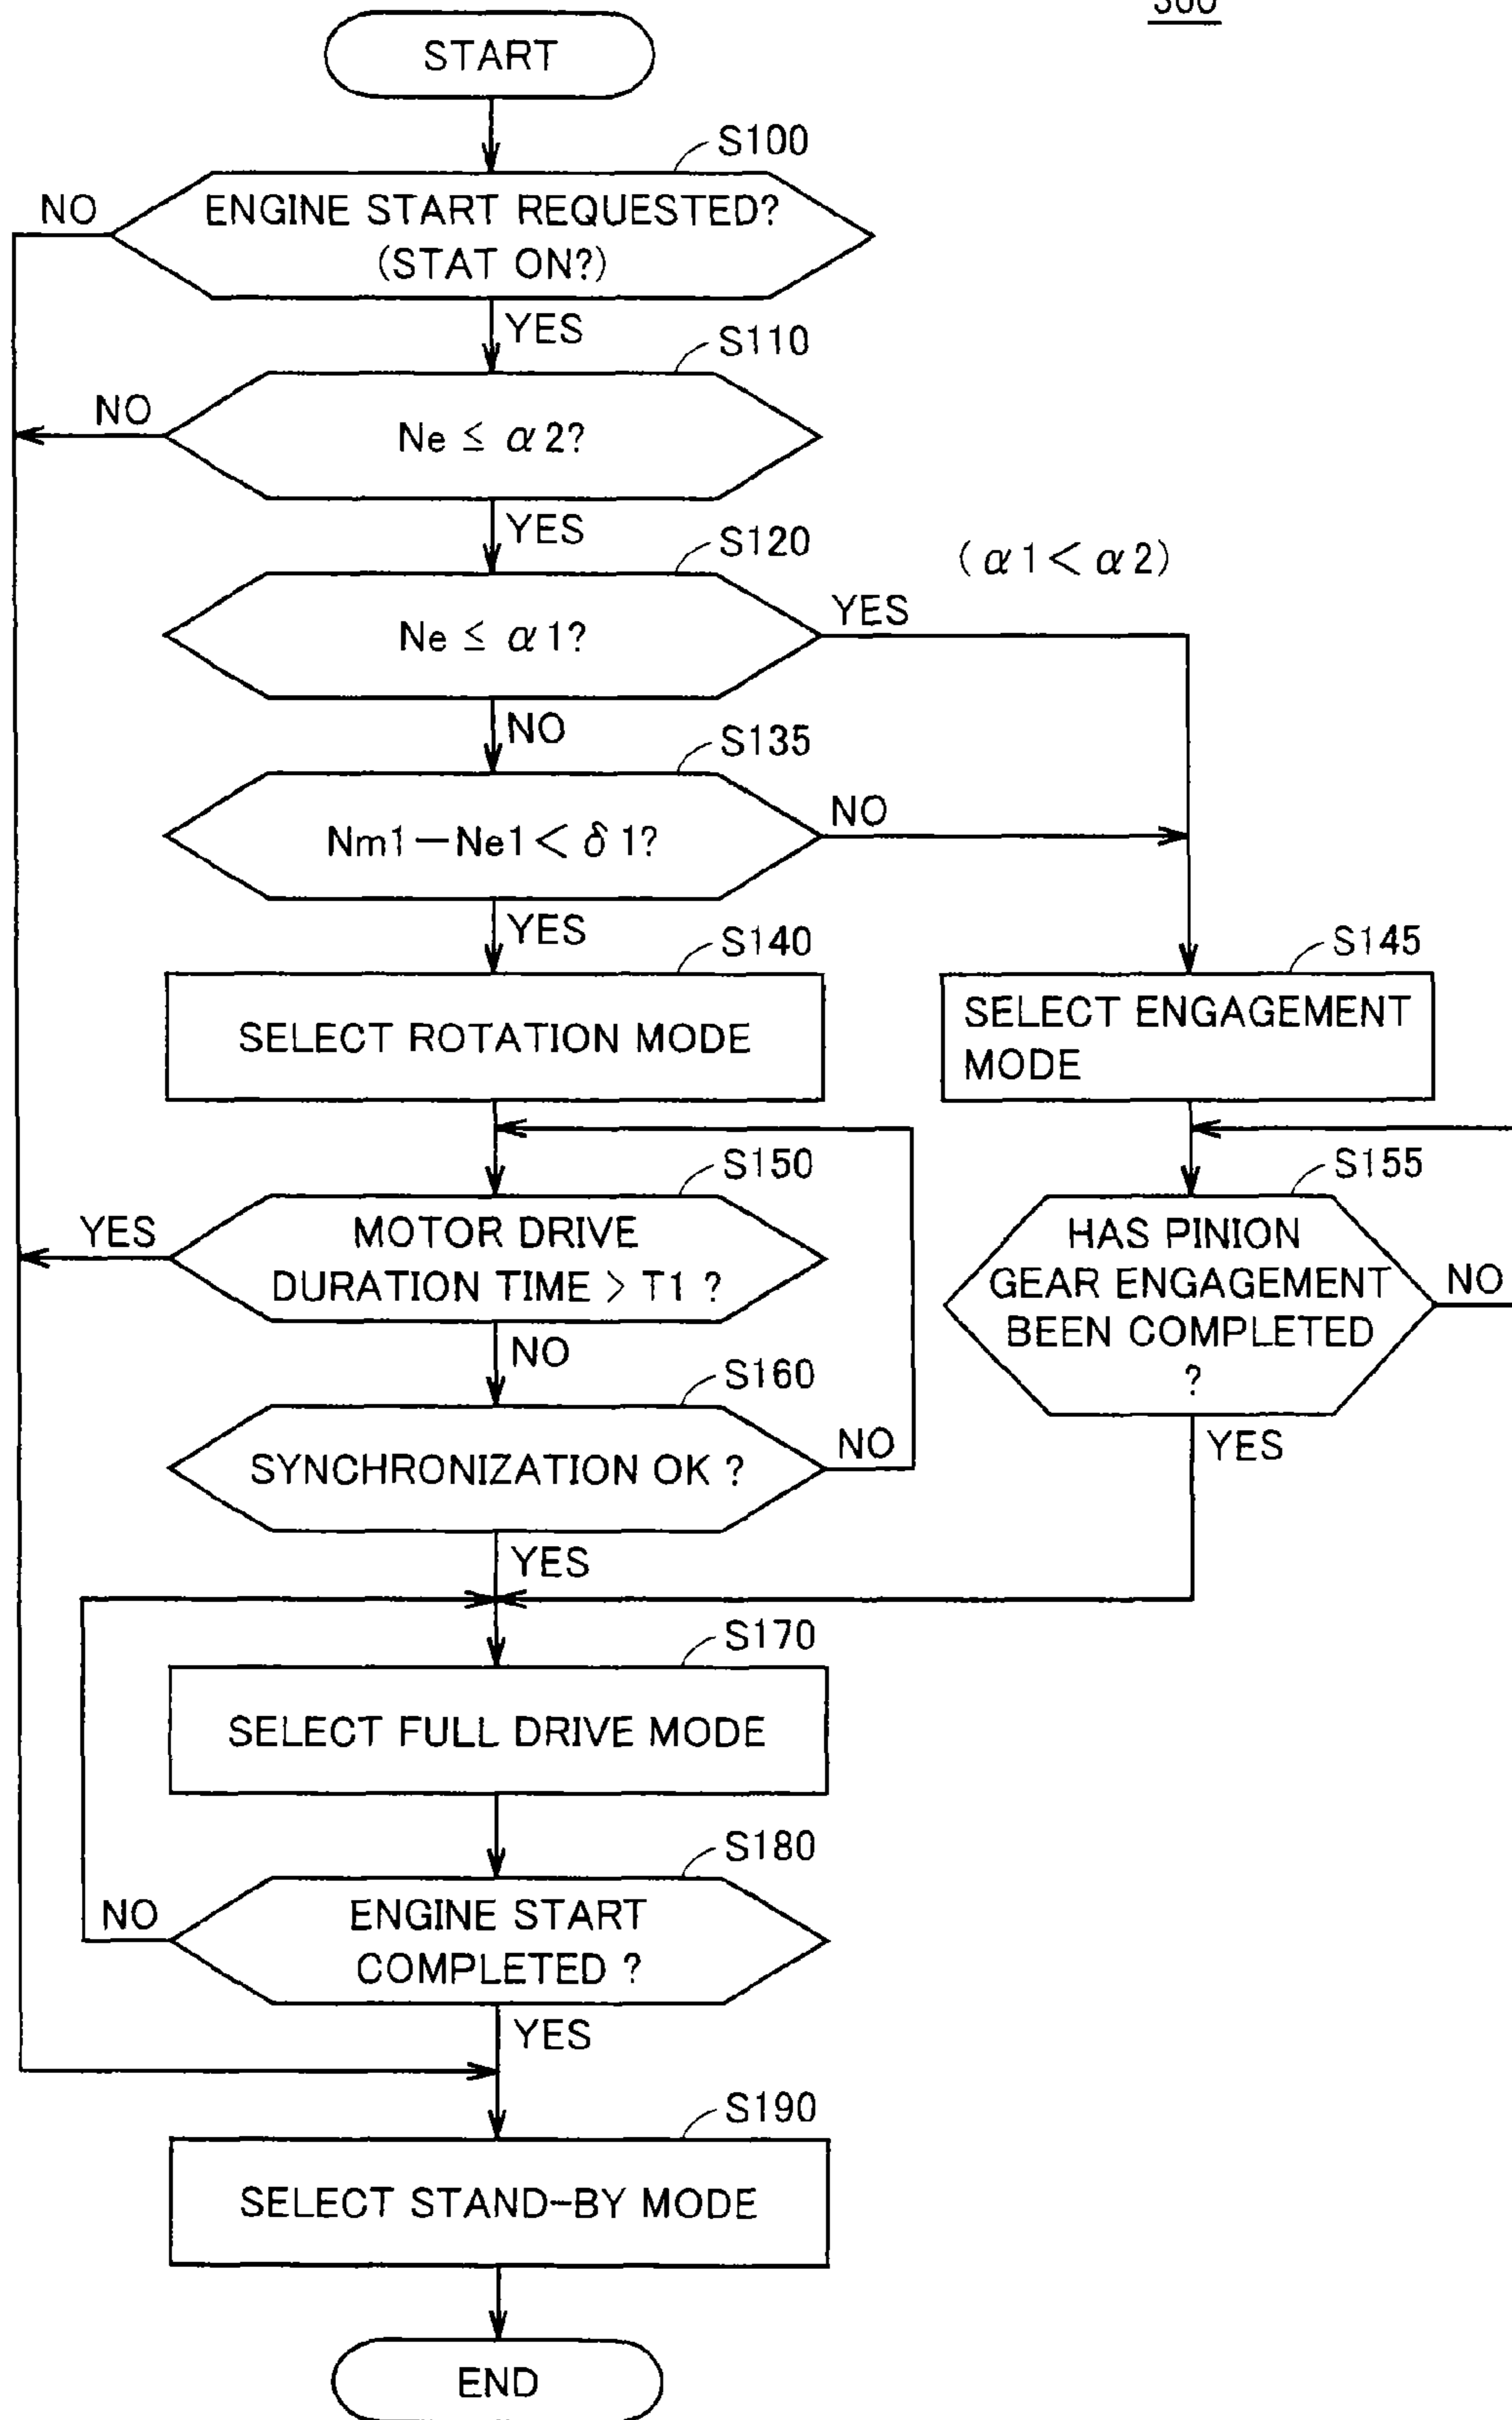 START
S100
NO
ENGINE START REQUESTED?
(STAT ON?)
YES
S110
NO
Ne ≦ α2?
YES
S120
(α1<α2)
Ne ≦ α1?
YES
NO
S135
Nm1-Ne1<δ1?
NO
YES
S140
SELECT ROTATION MODE
S145
SELECT ENGAGEMENT
MODE
S150
YES
MOTOR DRIVE
DURATION TIME > T1 ?
NO
S155
HAS PINION
GEAR ENGAGEMENT
BEEN COMPLETED
?
NO
YES
S160
SYNCHRONIZATION OK ?
NO
YES
S170
SELECT FULL DRIVE MODE
S180
NO
ENGINE START
COMPLETED ?
YES
S190
SELECT STAND-BY MODE
END